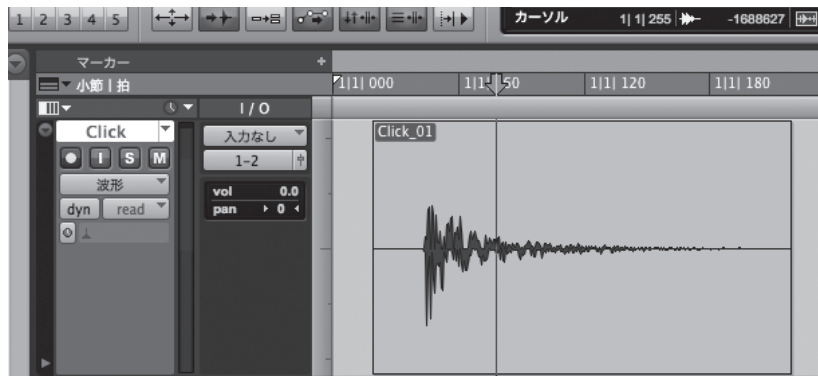 1 2 3 4 5
カーソル 1| 1| 255 -1688627
マーカー +
小節 | 拍 1|1| 000 1|1 60 1|1| 120 1|1| 180
I / O
Click
入力なし
Click_01
I S M
1-2
波形
vol 0.0
dyn read
pan 0